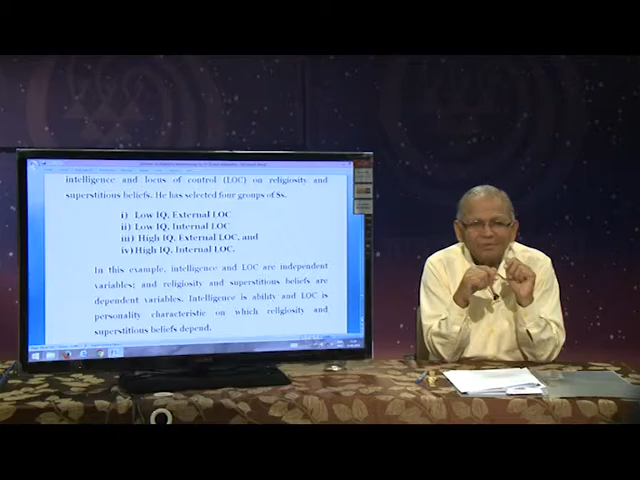 intelligence and locus of control (LOC) on religiosity and
superstitious beliefs. He has selected four groups of Ss.
i) Low IQ, External LOC
ii) Low IQ, Internal LOC
iii) High IQ, External LOC, and
iv) High IQ, Internal LOC.
In this example, intelligence and LOC are independent
variables; and religiosity and superstitious beliefs are
dependent variables. Intelligence is ability and LOC is
personality characteristic on which religiosity and
superstitious beliefs depend.